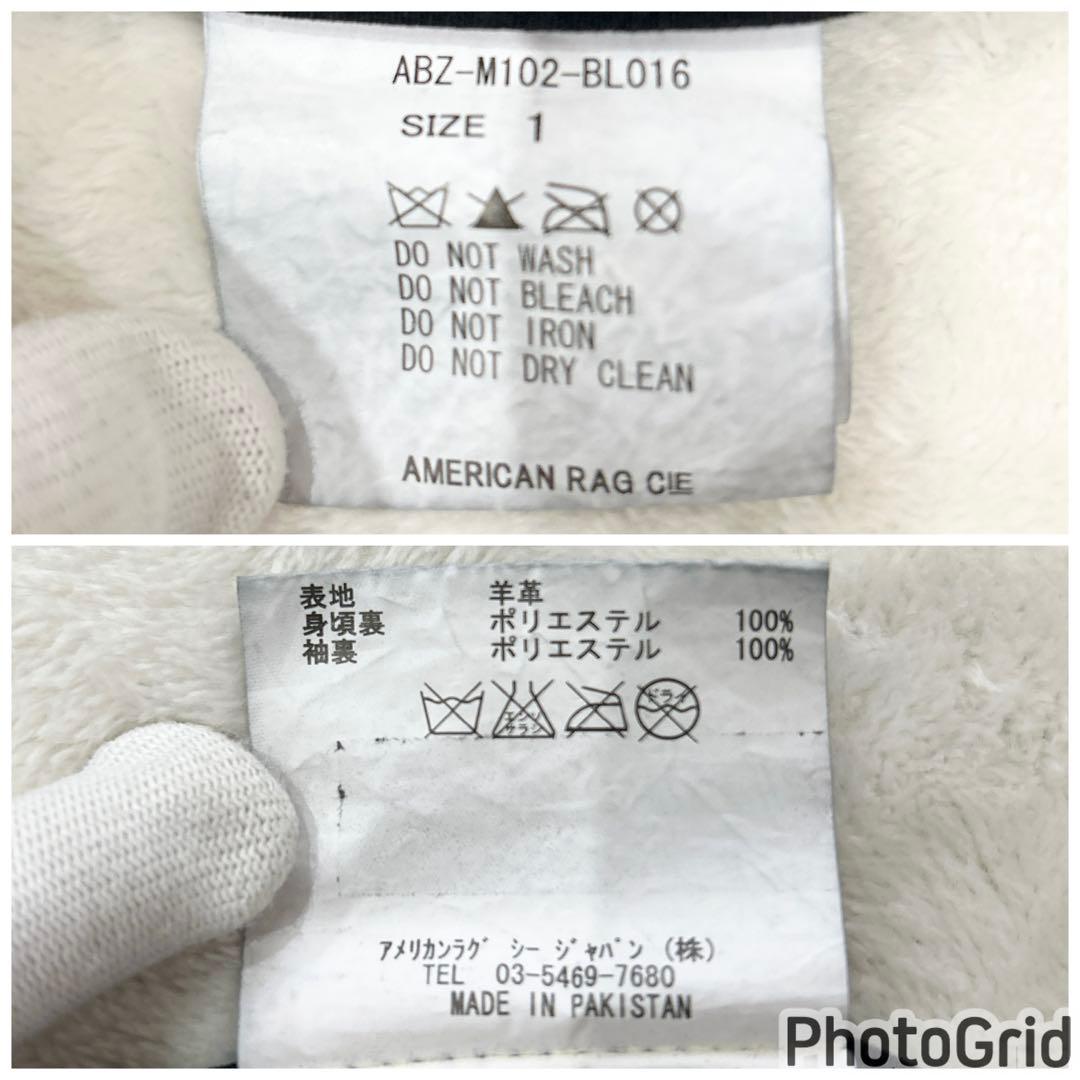 ABZ-M102-BL016
SIZE 1
DO NOT WASH
DO NOT BLEACH
DO NOT IRON
DO NOT DRY CLEAN
AMERICAN RAG CIE
表地 羊革
身頃裏 ポリエステル 100%
袖裏 ポリエステル 100%
エンソ サラシ ドライ
ｱﾒﾘｶﾝﾗｸﾞ ｼｰ ｼﾞｬﾊﾟﾝ (株)
TEL 03-5469-7680
MADE IN PAKISTAN
PhotoGrid